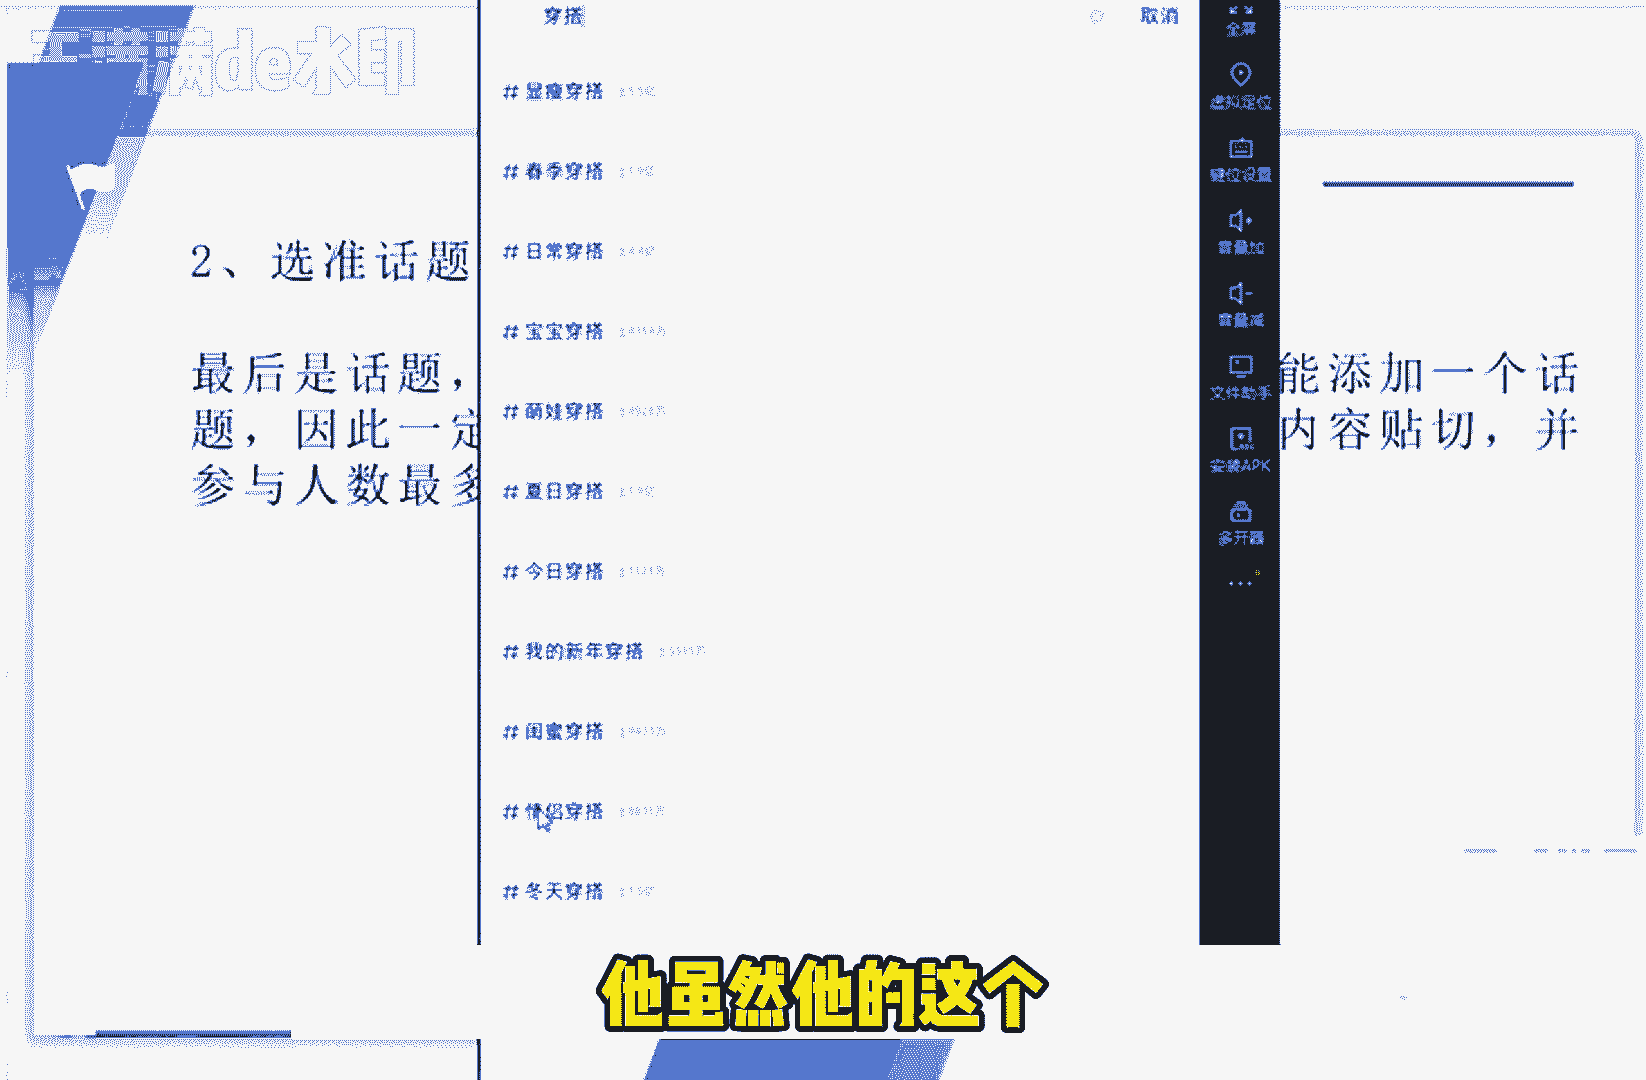 de水印
穿搭
取消
# 显瘦穿搭
# 春季穿搭
# 日常穿搭
# 宝宝穿搭
# 萌娃穿搭
# 夏日穿搭
# 今日穿搭
# 我的新年穿搭
# 闺蜜穿搭
# 情侣穿搭
# 冬天穿搭
全屏
虚拟定位
键位设置
音量加
音量减
文件助手
安装APK
多开器
2、选准话题
最后是话题，
能添加一个话
题，因此一定
内容贴切，并
参与人数最多
他虽然他的这个